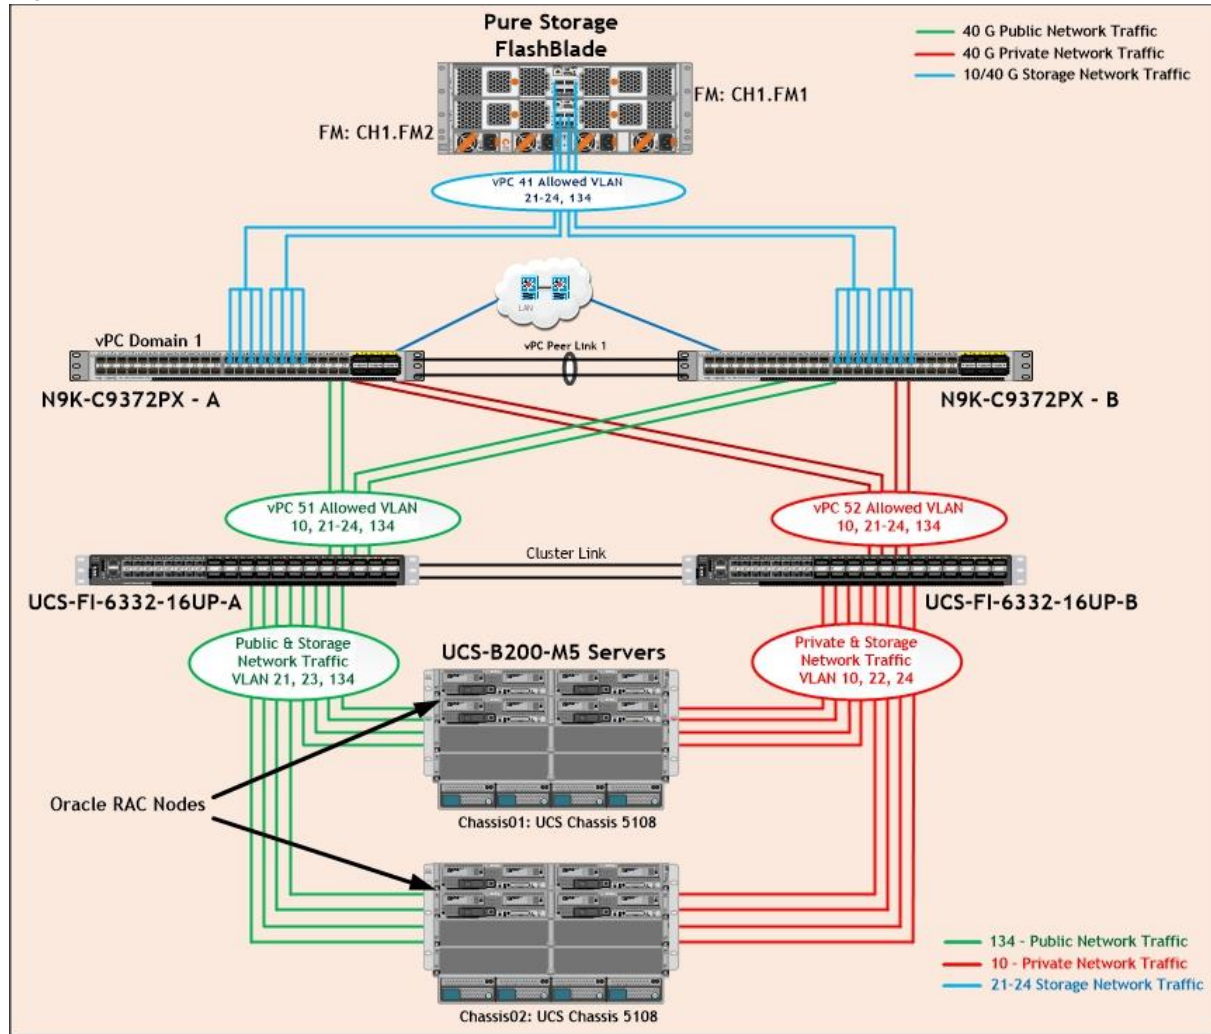 Pure Storage
FlashBlade
40 G Public Network Traffic
40 G Private Network Traffic
10/40 G Storage Network Traffic
FM: CH1.FM1
FM: CH1.FM2
vPC 41 Allowed VLAN
21-24, 134
LAN
vPC Domain 1
vPC Peer Link 1
N9K-C9372PX - A
N9K-C9372PX - B
vPC 51 Allowed VLAN
10, 21-24, 134
vPC 52 Allowed VLAN
10, 21-24, 134
Cluster Link
UCS-FI-6332-16UP-A
UCS-FI-6332-16UP-B
Public & Storage
Network Traffic
VLAN 21, 23, 134
UCS-B200-M5 Servers
Private & Storage
Network Traffic
VLAN 10, 22, 24
Oracle RAC Nodes
Chassis01: UCS Chassis 5108
134 - Public Network Traffic
10 - Private Network Traffic
21-24 Storage Network Traffic
Chassis02: UCS Chassis 5108